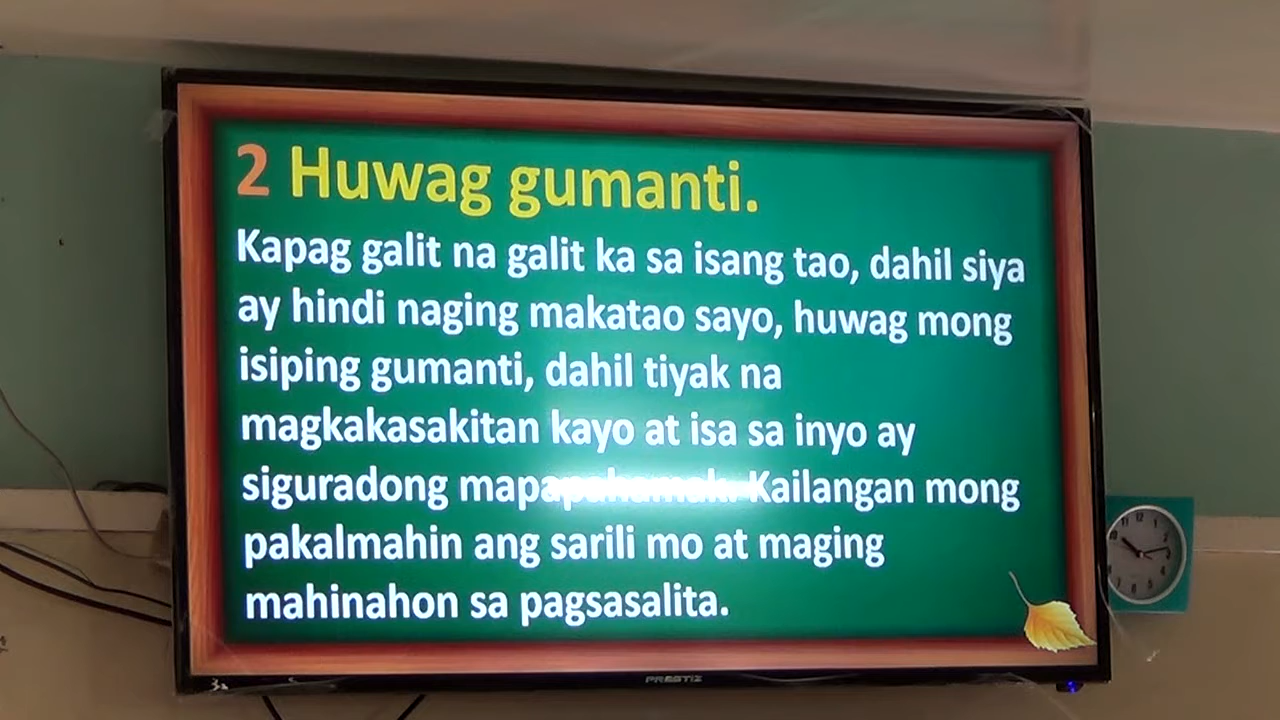 2 Huwag gumanti.
Kapag galit na galit ka sa isang tao, dahil siya
ay hindi naging makatao sayo, huwag mong
isiping gumanti, dahil tiyak na
magkakasakitan kayo at isa sa inyo ay
siguradong mapapahamak. Kailangan mong
pakalmahin ang sarili mo at maging
mahinahon sa pagsasalita.
PRESTIZ